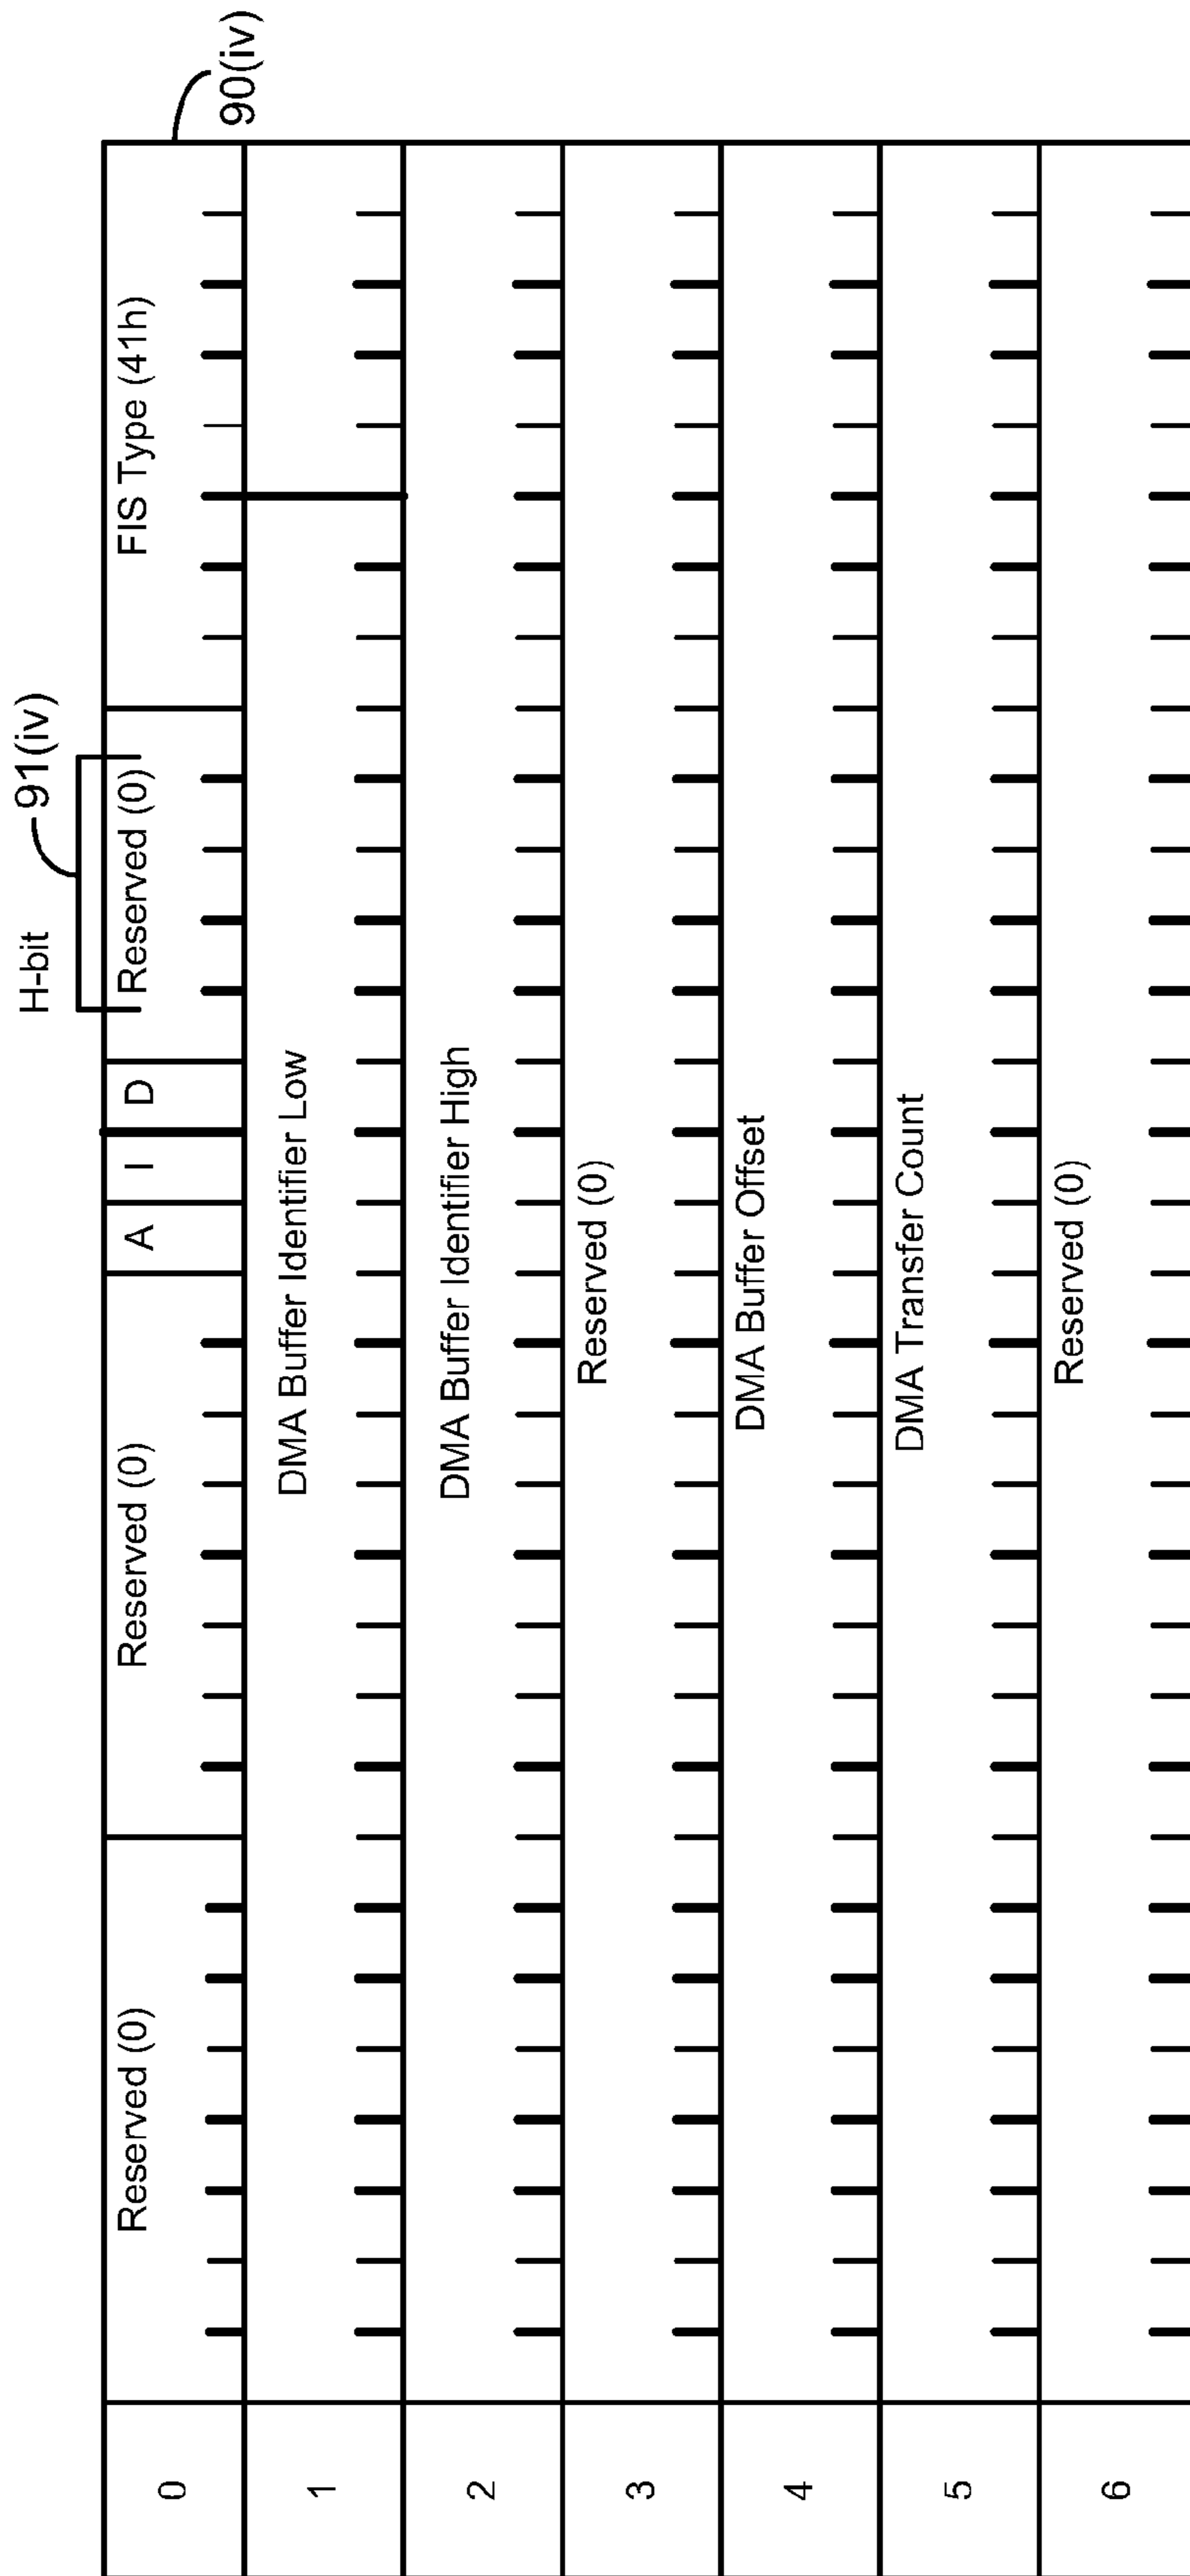 H-bit
91(iv)
90(iv)
0
Reserved (0)
Reserved (0)
A
I
D
Reserved (0)
FIS Type (41h)
1
DMA Buffer Identifier Low
2
DMA Buffer Identifier High
3
Reserved (0)
4
DMA Buffer Offset
5
DMA Transfer Count
6
Reserved (0)